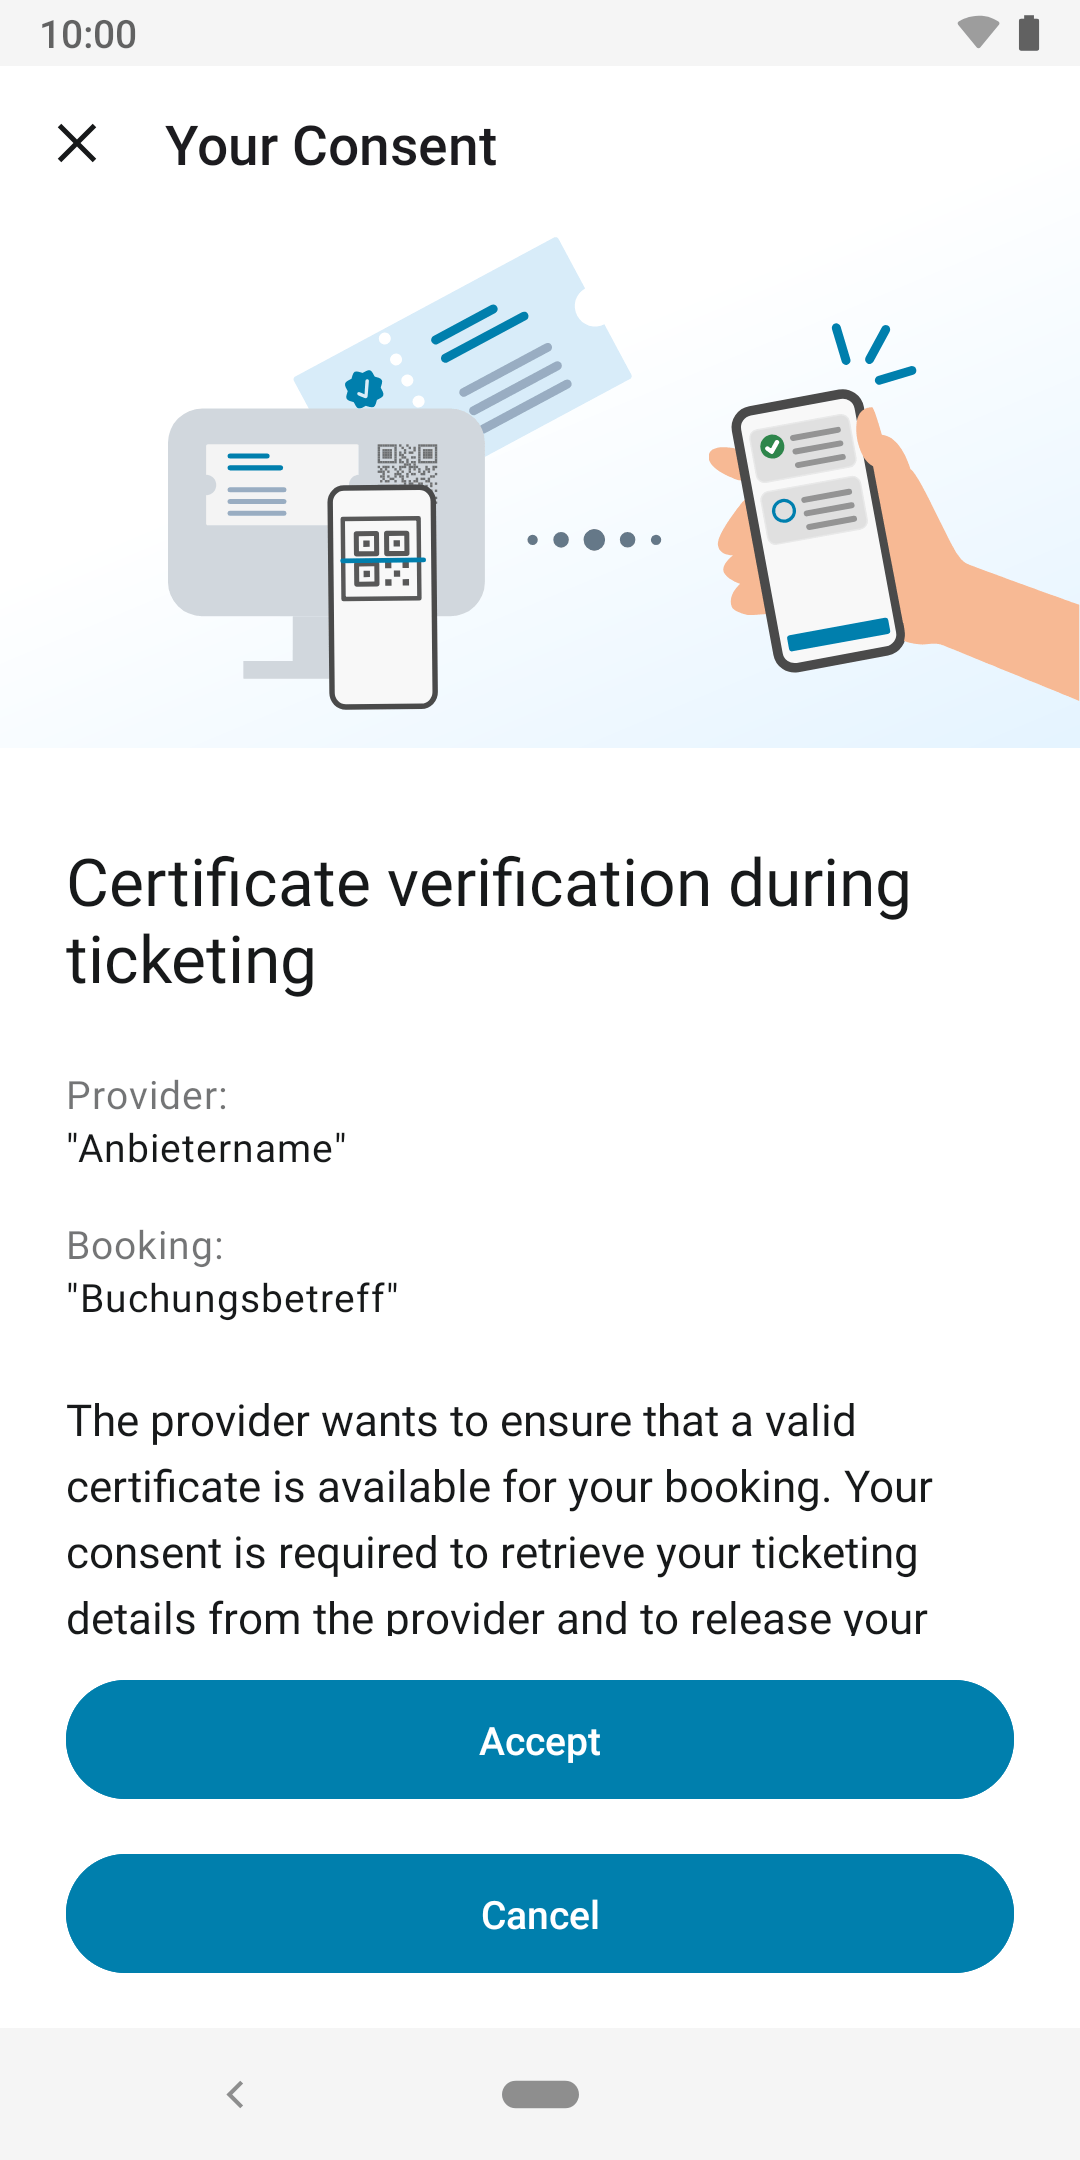 10:00
Your Consent
Certificate verification during
ticketing
Provider:
"Anbietername"
Booking:
"Buchungsbetreff"
The provider wants to ensure that a valid
certificate is available for your booking. Your
consent is required to retrieve your ticketing
details from the provider and to release your
Accept
Cancel